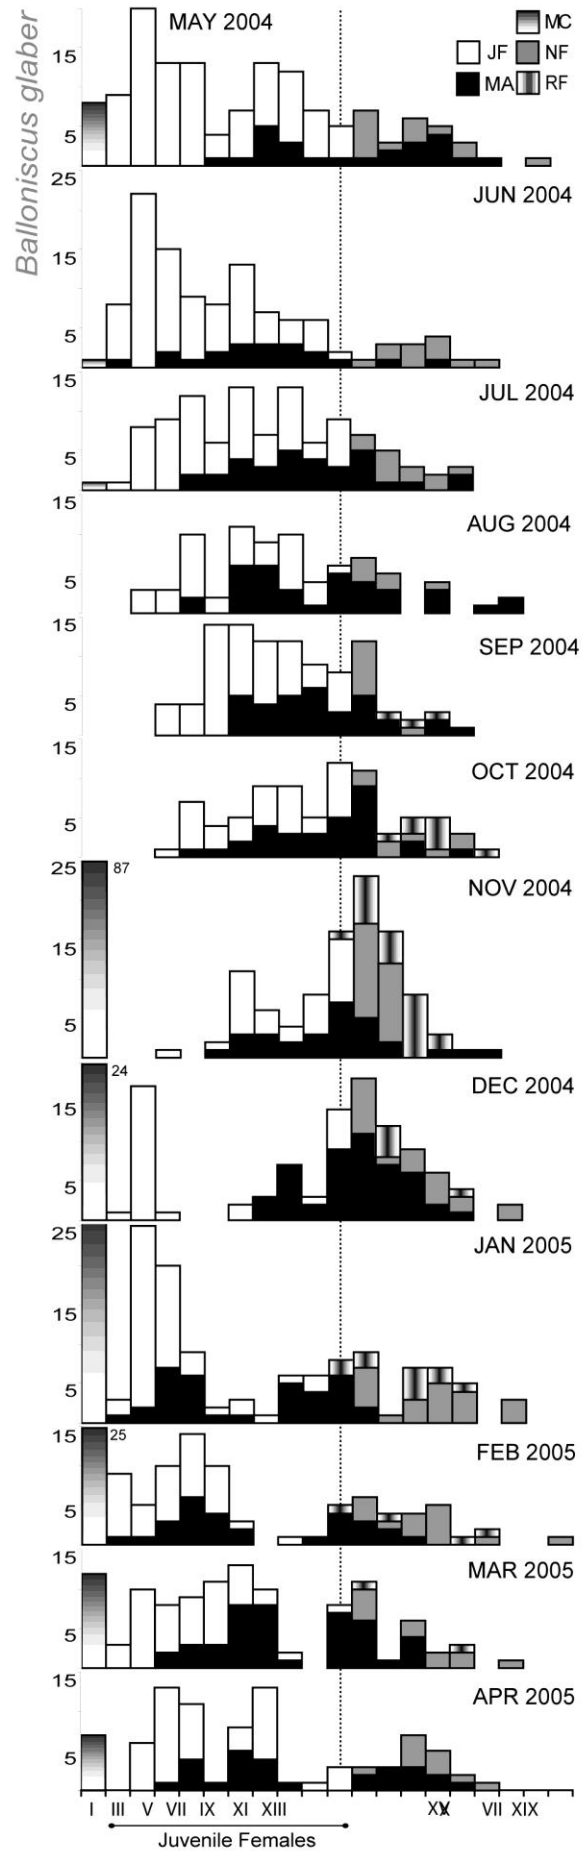 Balloniscus glaber
MAY 2004
MC
JF NF
MA RF
15
5
JUN 2004
25
15
5
JUL 2004
15
5
AUG 2004
15
5
SEP 2004
15
5
OCT 2004
15
5
NOV 2004
25
87
15
5
DEC 2004
24
15
5
JAN 2005
25
15
5
FEB 2005
15
25
5
MAR 2005
15
5
APR 2005
15
5
I III V VII IX XI XIII XV VII XIX
Juvenile Females